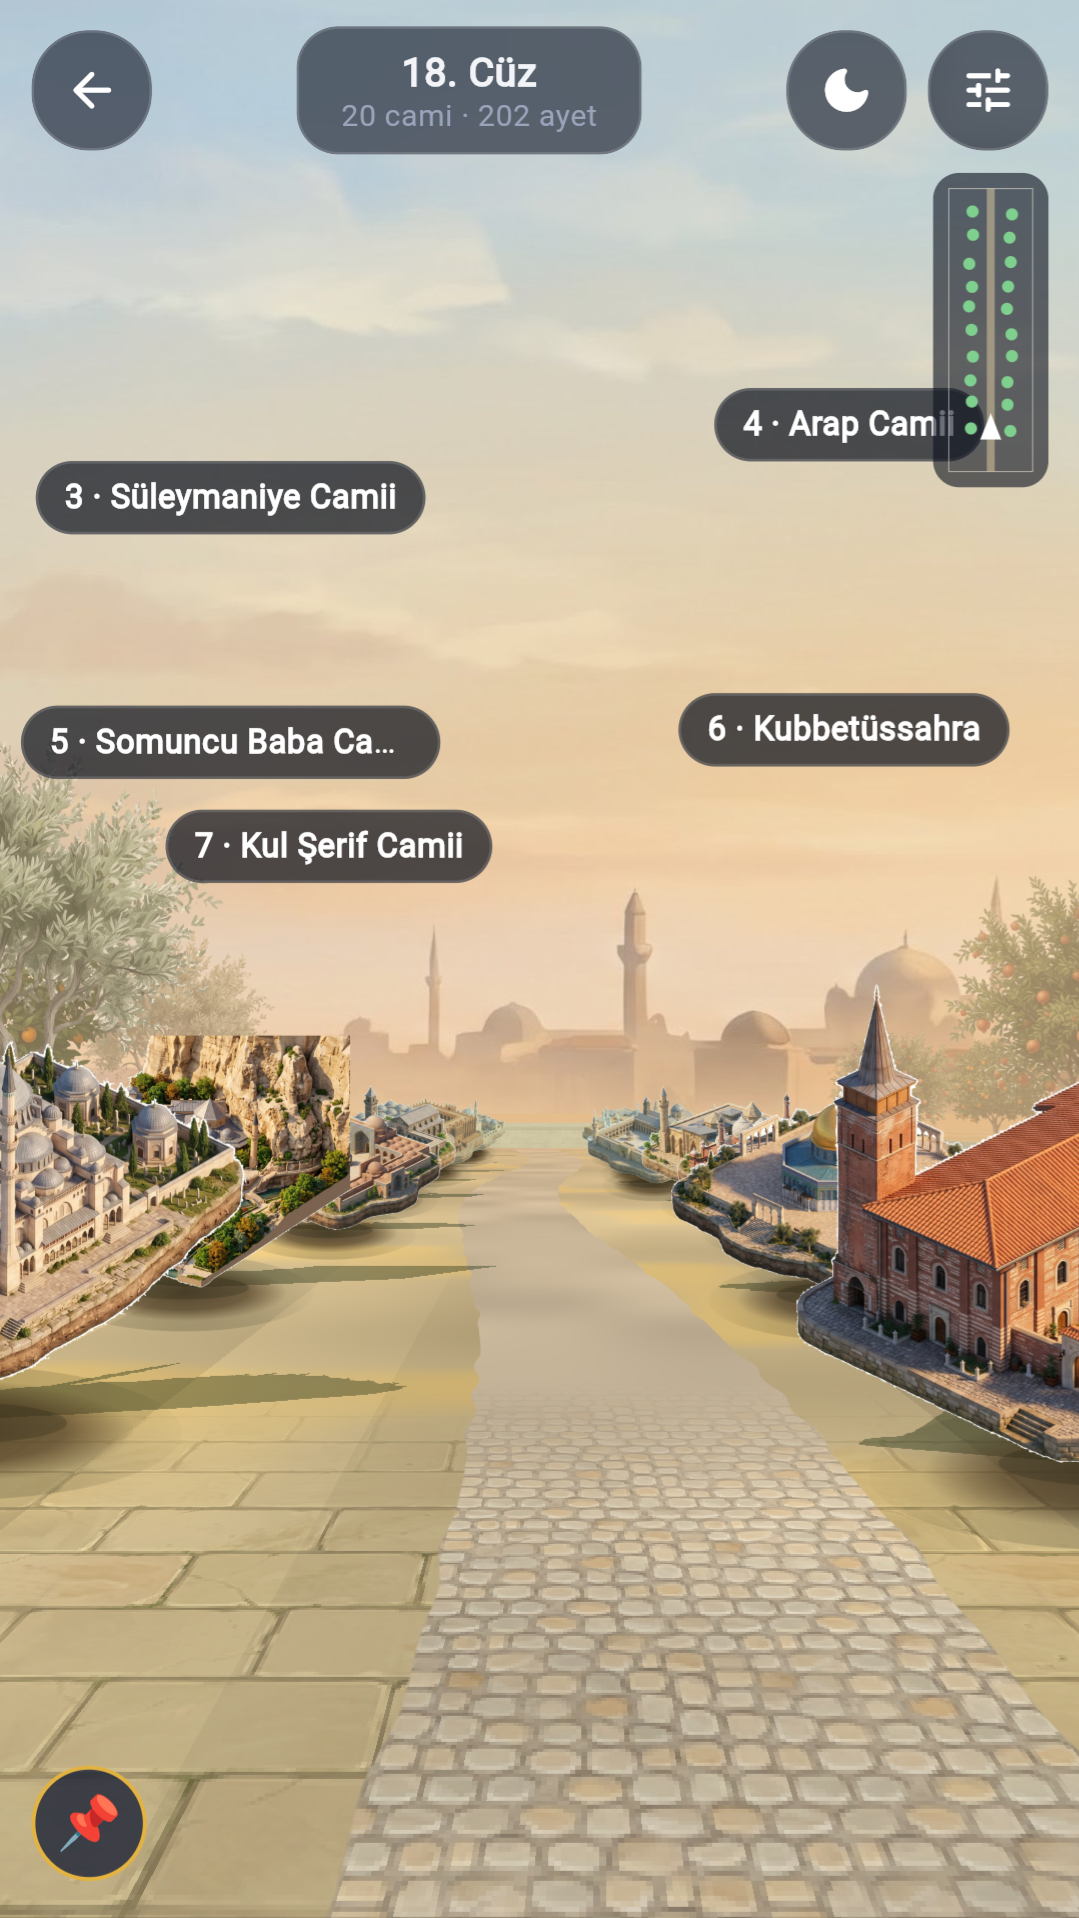 18. Cüz
20 cami · 202 ayet
4 · Arap Camii
3 · Süleymaniye Camii
5 · Somuncu Baba Ca...
6 · Kubbetüssahra
7 · Kul Şerif Camii